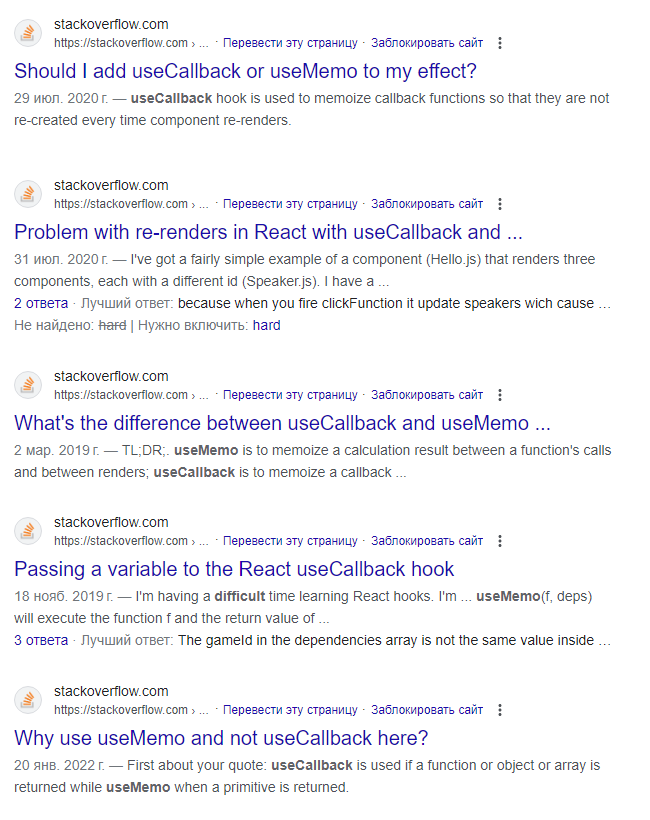 stackoverflow.com
https://stackoverflow.com › ... · Перевести эту страницу · Заблокировать сайт
Should I add useCallback or useMemo to my effect?
29 июл. 2020 г. — useCallback hook is used to memoize callback functions so that they are not
re-created every time component re-renders.
stackoverflow.com
https://stackoverflow.com › ... · Перевести эту страницу · Заблокировать сайт
Problem with re-renders in React with useCallback and ...
31 июл. 2020 г. — I've got a fairly simple example of a component (Hello.js) that renders three
components, each with a different id (Speaker.js). I have a ...
2 ответа · Лучший ответ: because when you fire clickFunction it update speakers wich cause ...
Не найдено: hard | Нужно включить: hard
stackoverflow.com
https://stackoverflow.com › ... · Перевести эту страницу · Заблокировать сайт
What's the difference between useCallback and useMemo ...
2 мар. 2019 г. — TL;DR;. useMemo is to memoize a calculation result between a function's calls
and between renders; useCallback is to memoize a callback ...
stackoverflow.com
https://stackoverflow.com › ... · Перевести эту страницу · Заблокировать сайт
Passing a variable to the React useCallback hook
18 нояб. 2019 г. — I'm having a difficult time learning React hooks. I'm ... useMemo(f, deps)
will execute the function f and the return value of ...
3 ответа · Лучший ответ: The gameId in the dependencies array is not the same value inside ...
stackoverflow.com
https://stackoverflow.com › ... · Перевести эту страницу · Заблокировать сайт
Why use useMemo and not useCallback here?
20 янв. 2022 г. — First about your quote: useCallback is used if a function or object or array is
returned while useMemo when a primitive is returned.